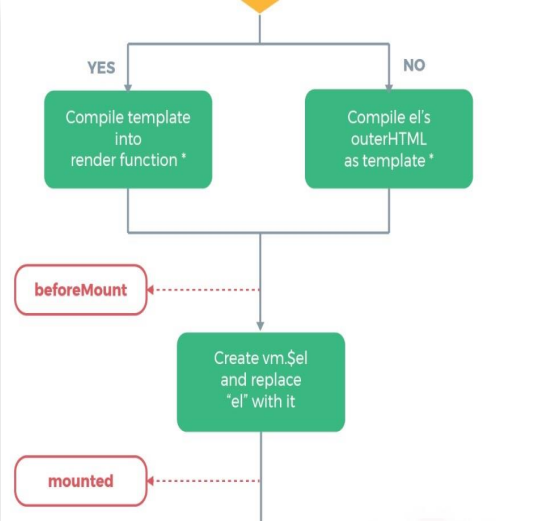 YES
NO
Compile template
into
render function *
Compile el's
outerHTML
as template *
beforeMount
Create vm.$el
and replace
“el” with it
mounted